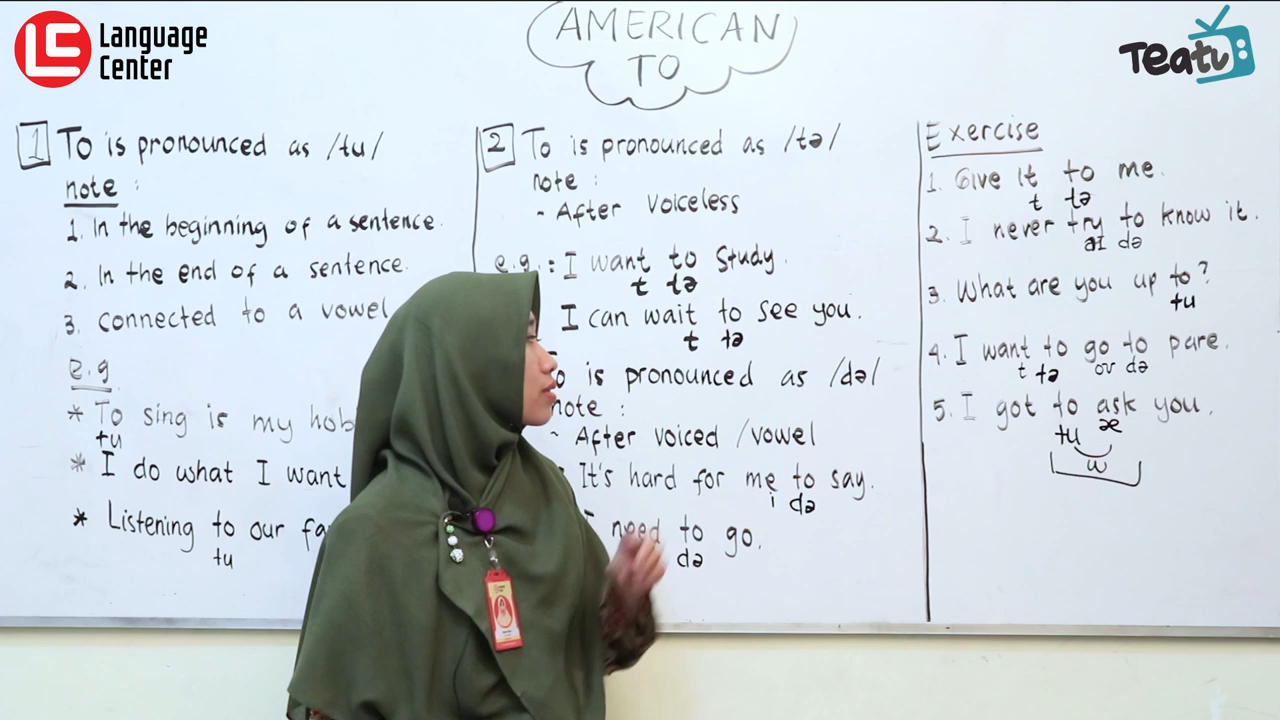 LC Language
Center
Teatv
AMERICAN
TO
1 To is pronounced as /tu/
note :
1. In the beginning of a sentence.
2. In the end of a sentence.
3. connected to a vowel
e.g
* To sing is my
tu
* I do what I want
* Listening to our
tu
2 To is pronounced as /tə/
note :
- After voiceless
e.g. : I want to study.
t tə
I can wait to see you.
t tə
is pronounced as /də/
note :
- After voiced /vowel
It's hard for me to say.
i də
need to go.
də
Exercise
1. Give it to me.
t tə
2. I never try to know it.
aI də
3. What are you up to?
tu
4. I want to go to pare.
t tə ov də
5. I got to ask you.
tu æ
w